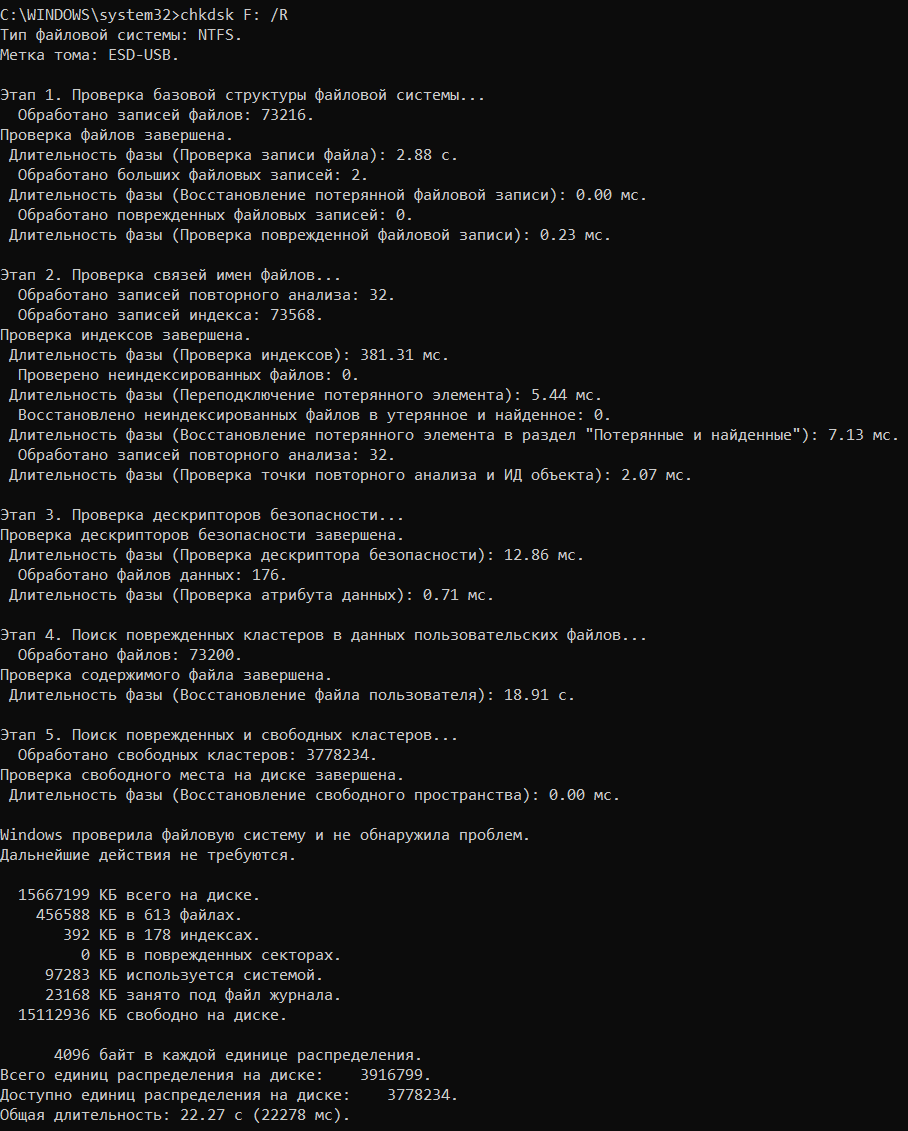 C:\WINDOWS\system32>chkdsk F: /R
Тип файловой системы: NTFS.
Метка тома: ESD-USB.

Этап 1. Проверка базовой структуры файловой системы...
  Обработано записей файлов: 73216.
Проверка файлов завершена.
 Длительность фазы (Проверка записи файла): 2.88 с.
  Обработано больших файловых записей: 2.
 Длительность фазы (Восстановление потерянной файловой записи): 0.00 мс.
  Обработано поврежденных файловых записей: 0.
 Длительность фазы (Проверка поврежденной файловой записи): 0.23 мс.

Этап 2. Проверка связей имен файлов...
  Обработано записей повторного анализа: 32.
  Обработано записей индекса: 73568.
Проверка индексов завершена.
 Длительность фазы (Проверка индексов): 381.31 мс.
  Проверено неиндексированных файлов: 0.
 Длительность фазы (Переподключение потерянного элемента): 5.44 мс.
  Восстановлено неиндексированных файлов в утерянное и найденное: 0.
 Длительность фазы (Восстановление потерянного элемента в раздел "Потерянные и найденные"): 7.13 мс.
  Обработано записей повторного анализа: 32.
 Длительность фазы (Проверка точки повторного анализа и ИД объекта): 2.07 мс.

Этап 3. Проверка дескрипторов безопасности...
Проверка дескрипторов безопасности завершена.
 Длительность фазы (Проверка дескриптора безопасности): 12.86 мс.
  Обработано файлов данных: 176.
 Длительность фазы (Проверка атрибута данных): 0.71 мс.

Этап 4. Поиск поврежденных кластеров в данных пользовательских файлов...
  Обработано файлов: 73200.
Проверка содержимого файла завершена.
 Длительность фазы (Восстановление файла пользователя): 18.91 с.

Этап 5. Поиск поврежденных и свободных кластеров...
  Обработано свободных кластеров: 3778234.
Проверка свободного места на диске завершена.
 Длительность фазы (Восстановление свободного пространства): 0.00 мс.

Windows проверила файловую систему и не обнаружила проблем.
Дальнейшие действия не требуются.

  15667199 КБ всего на диске.
    456588 КБ в 613 файлах.
       392 КБ в 178 индексах.
         0 КБ в поврежденных секторах.
     97283 КБ используется системой.
     23168 КБ занято под файл журнала.
  15112936 КБ свободно на диске.

      4096 байт в каждой единице распределения.
Всего единиц распределения на диске:    3916799.
Доступно единиц распределения на диске:    3778234.
Общая длительность: 22.27 с (22278 мс).